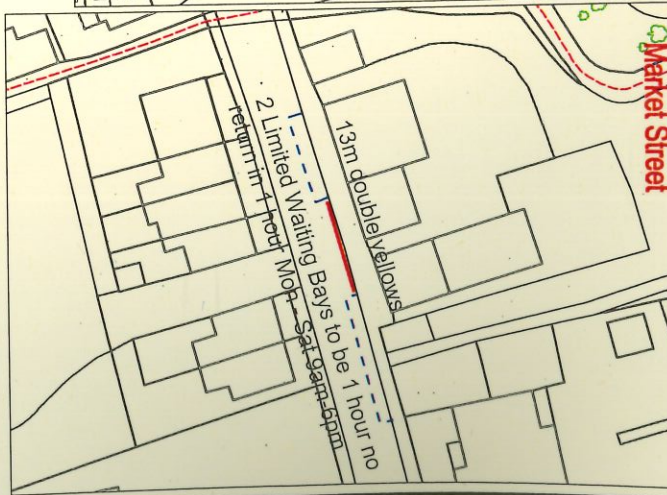 Market Street
13m double yellows
2 Limited Waiting Bays to be 1 hour no
return in 1 hour Mon - Sat 9am-6pm